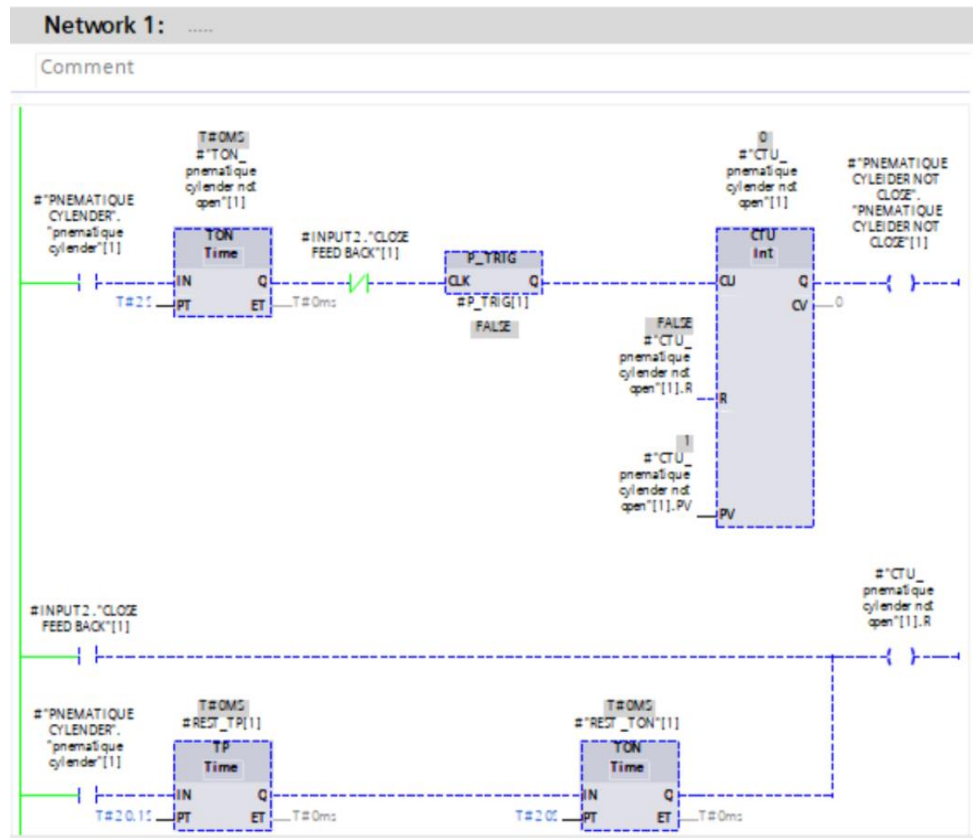 Network 1: .....
Comment
T#0MS
#"TON_
pnematique
cylender not
open"[1]
#"PNEMATIQUE
CYLENDER".
"pnematique
cylender"[1]
TON
Time
IN
Q
T#2S
PT
ET
T#0ms
#INPUT2."CLOSE
FEED BACK"[1]
P_TRIG
CLK
Q
#P_TRIG[1]
FALSE
0
#"CTU_
pnematique
cylender not
open"[1]
CTU
Int
CU
Q
CV
0
#"PNEMATIQUE
CYLEIDER NOT
CLOSE".
"PNEMATIQUE
CYLEIDER NOT
CLOSE"[1]
FALSE
#"CTU_
pnematique
cylender not
open"[1].R
R
1
#"CTU_
pnematique
cylender not
open"[1].PV
PV
#INPUT2."CLOSE
FEED BACK"[1]
#"CTU_
pnematique
cylender not
open"[1].R
#"PNEMATIQUE
CYLENDER".
"pnematique
cylender"[1]
T#0MS
#REST_TP[1]
TP
Time
IN
Q
T#20.1S
PT
ET
T#0ms
T#0MS
#"REST_TON"[1]
TON
Time
IN
Q
T#20S
PT
ET
T#0ms